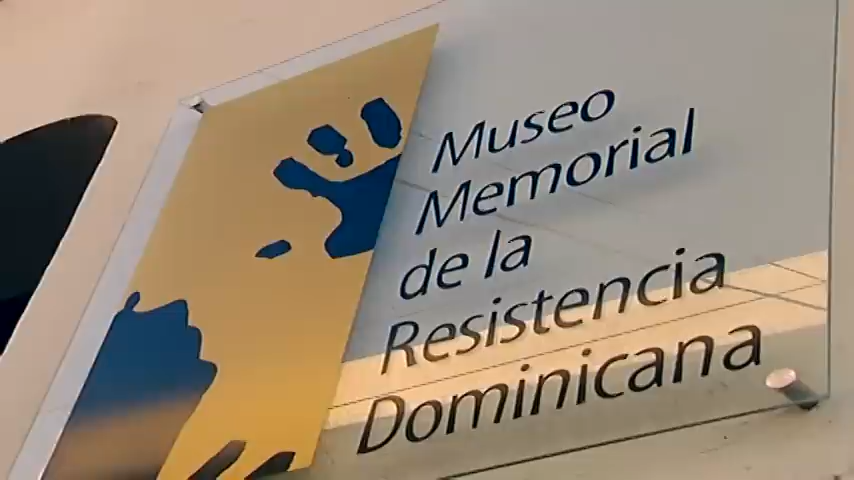 Museo
Memorial
de la
Resistencia
Dominicana